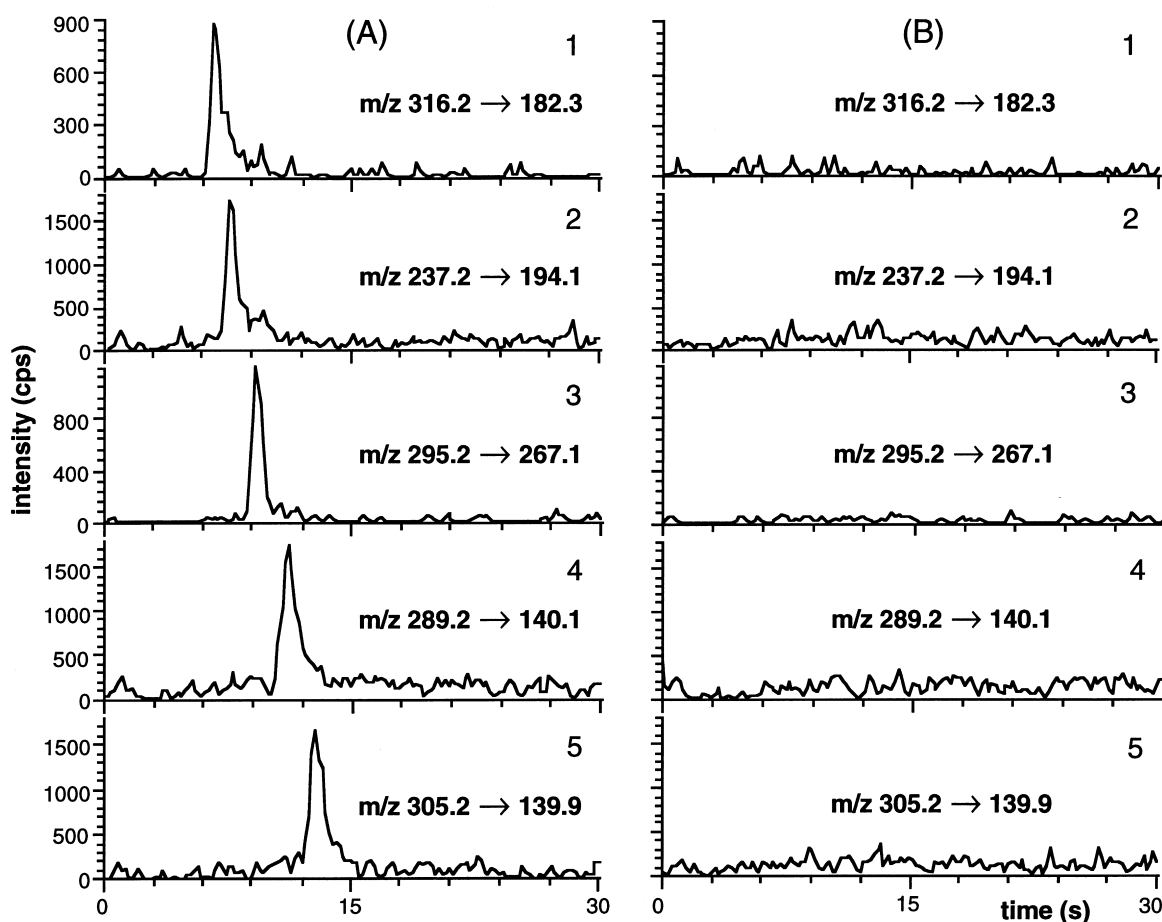 (A)
(B)
900
600
300
0
1
m/z 316.2 → 182.3
1
m/z 316.2 → 182.3
1500
1000
500
0
2
m/z 237.2 → 194.1
2
m/z 237.2 → 194.1
800
400
0
3
m/z 295.2 → 267.1
3
m/z 295.2 → 267.1
1500
1000
500
0
4
m/z 289.2 → 140.1
4
m/z 289.2 → 140.1
1500
1000
500
0
5
m/z 305.2 → 139.9
5
m/z 305.2 → 139.9
intensity (cps)
0
15
30
0
15
30
time (s)